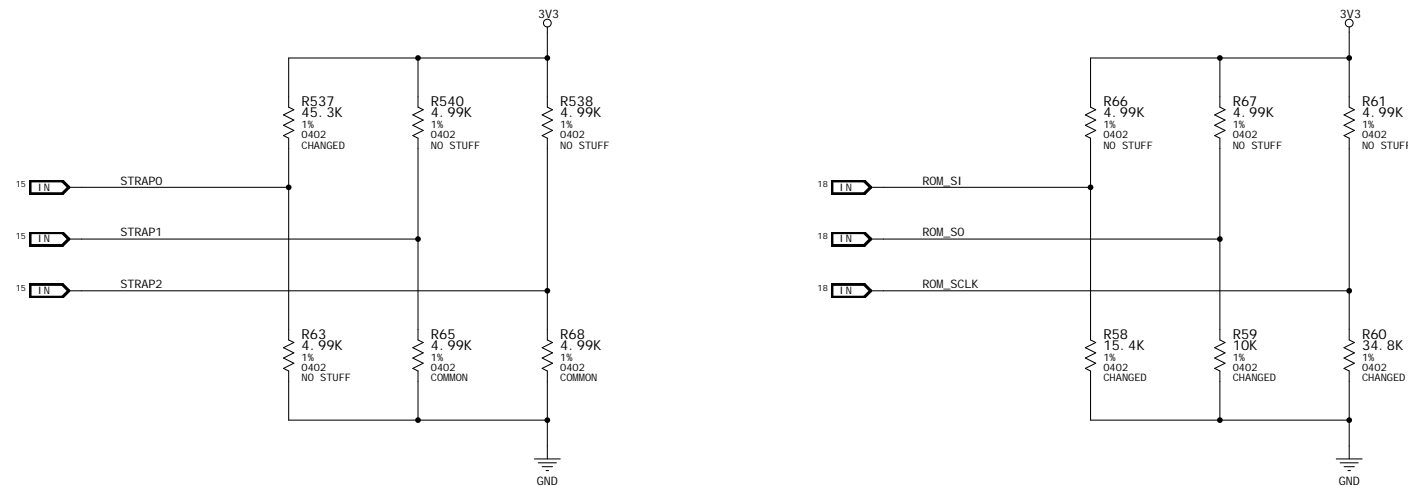 3V3
R537
45.3K
1%
0402
CHANGED
R540
4.99K
1%
0402
NO STUFF
R538
4.99K
1%
0402
NO STUFF
15 IN STRAP0
15 IN STRAP1
15 IN STRAP2
R63
4.99K
1%
0402
NO STUFF
R65
4.99K
1%
0402
COMMON
R68
4.99K
1%
0402
COMMON
GND
3V3
R66
4.99K
1%
0402
NO STUFF
R67
4.99K
1%
0402
NO STUFF
R61
4.99K
1%
0402
NO STUFF
18 IN ROM_SI
18 IN ROM_SO
18 IN ROM_SCLK
R58
15.4K
1%
0402
CHANGED
R59
10K
1%
0402
CHANGED
R60
34.8K
1%
0402
CHANGED
GND